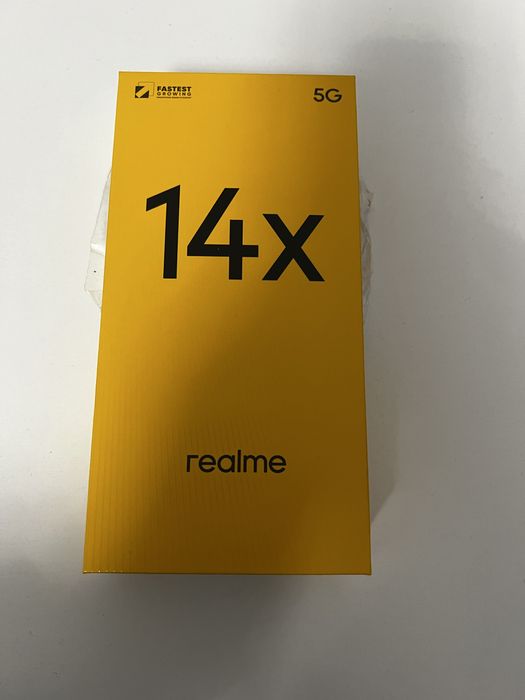 FASTEST
GROWING
5G
14x
realme